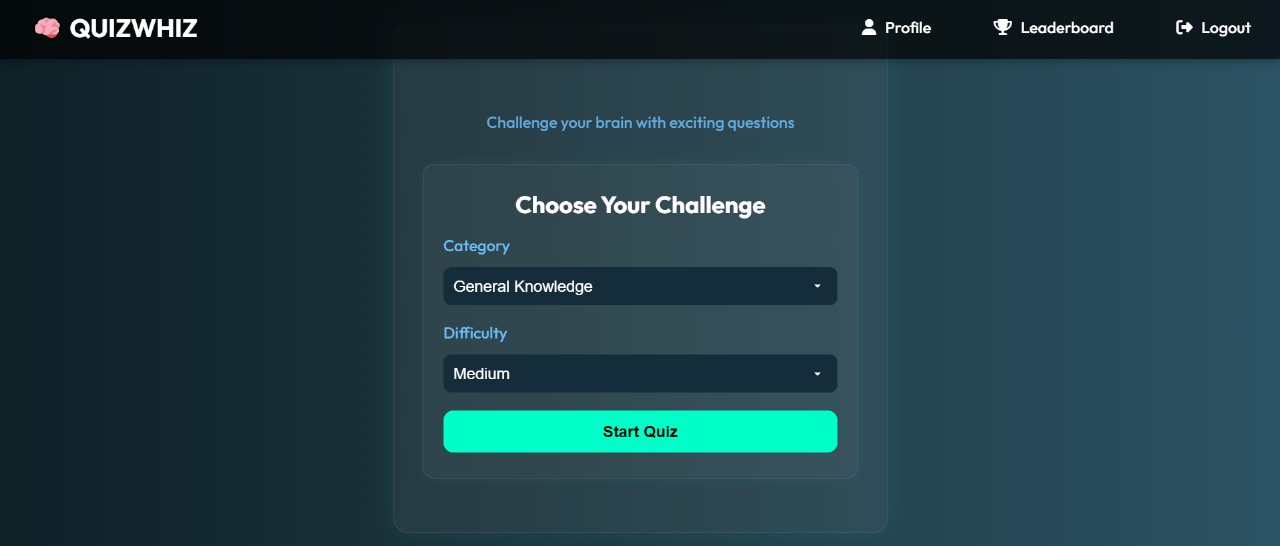 QUIZWHIZ
Profile
Leaderboard
Logout
Challenge your brain with exciting questions
Choose Your Challenge
Category
General Knowledge
Difficulty
Medium
Start Quiz